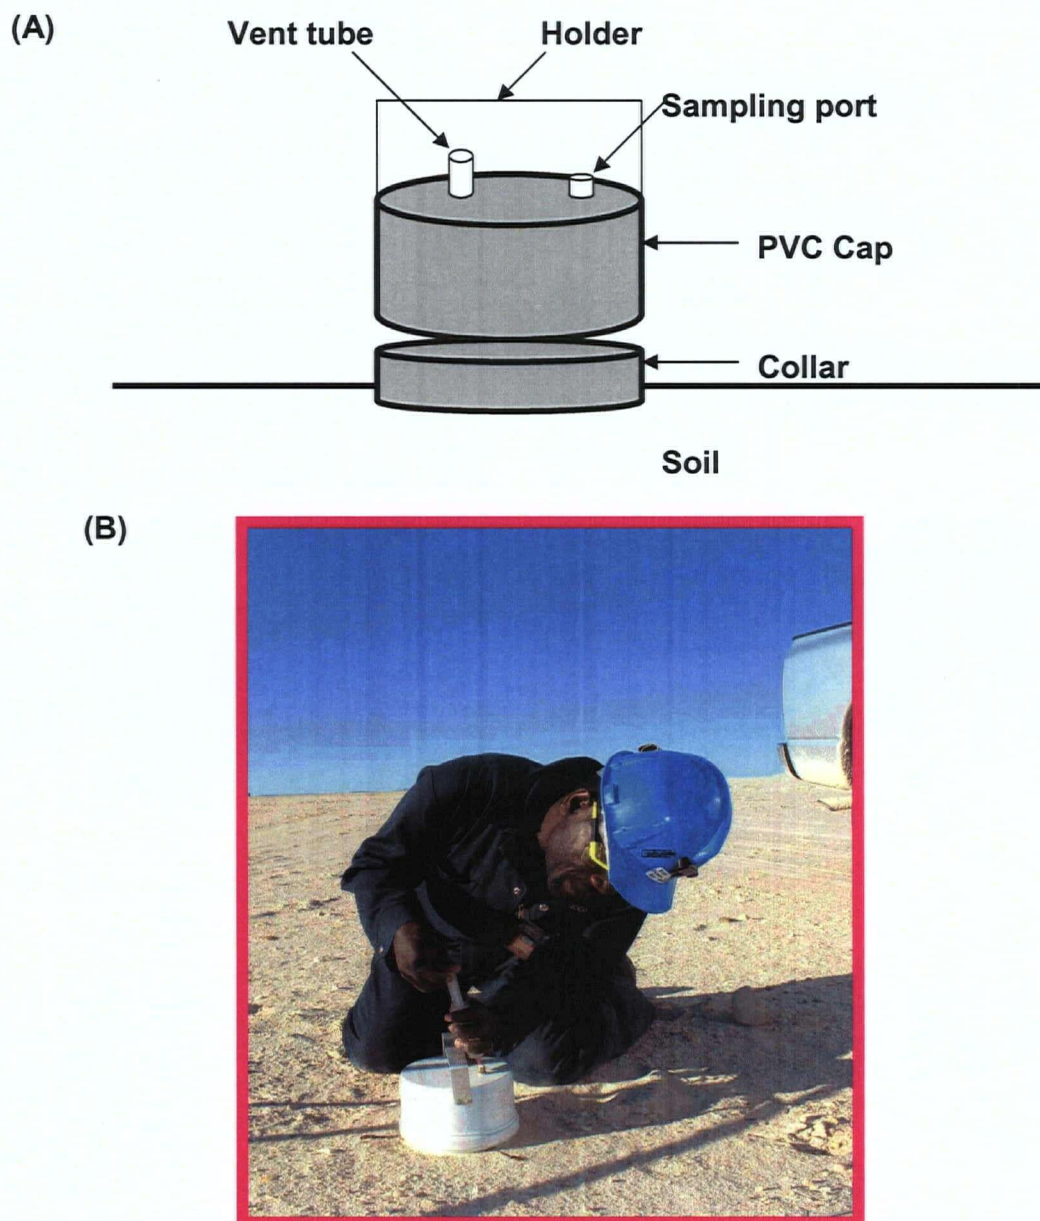 (A)
Vent tube
Holder
Sampling port
PVC Cap
Collar
Soil
(B)